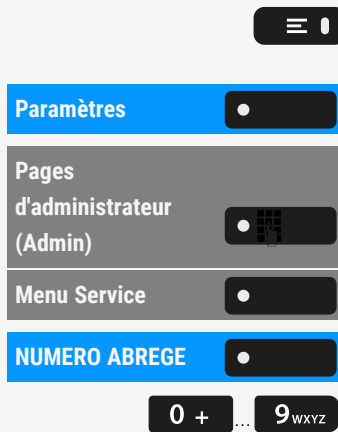 Paramètres
Pages
d'administrateur
(Admin)
Menu Service
NUMERO ABREGE
0 + ... 9 WXYZ